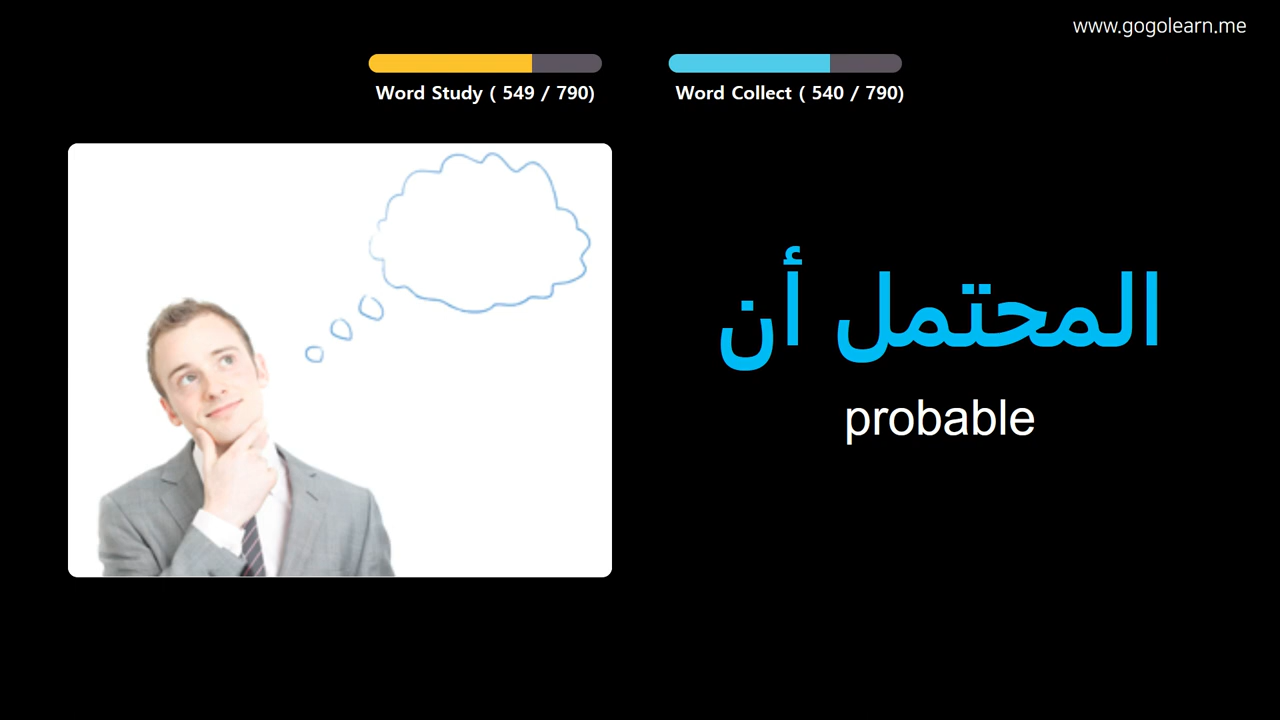 www.gogolearn.me
Word Study ( 549 / 790)
Word Collect ( 540 / 790)
المحتمل أن
probable